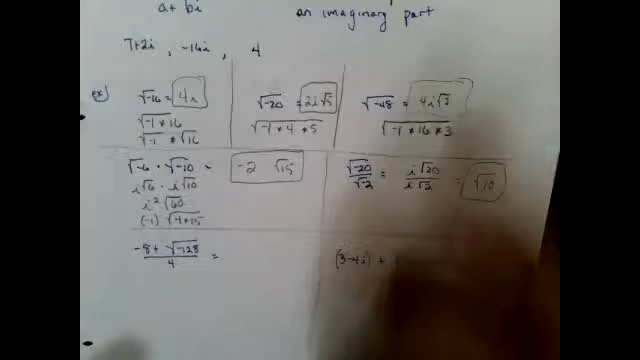 a + bi
an imaginary part
7+2i , -16i , 4
ex) √-16 = 4i
√-1*16
√-1 * √16
√-20 = 2i√5
√-1*4*5
√-48 = 4i√3
√-1*16*3
√-6 · √-10 = -2 √15
i√6 · i√10
i²√60
(-1) √4*15
√-20/√-2 = i√20/i√2 = √10
-8+√-128/4 =
(3-4i) +